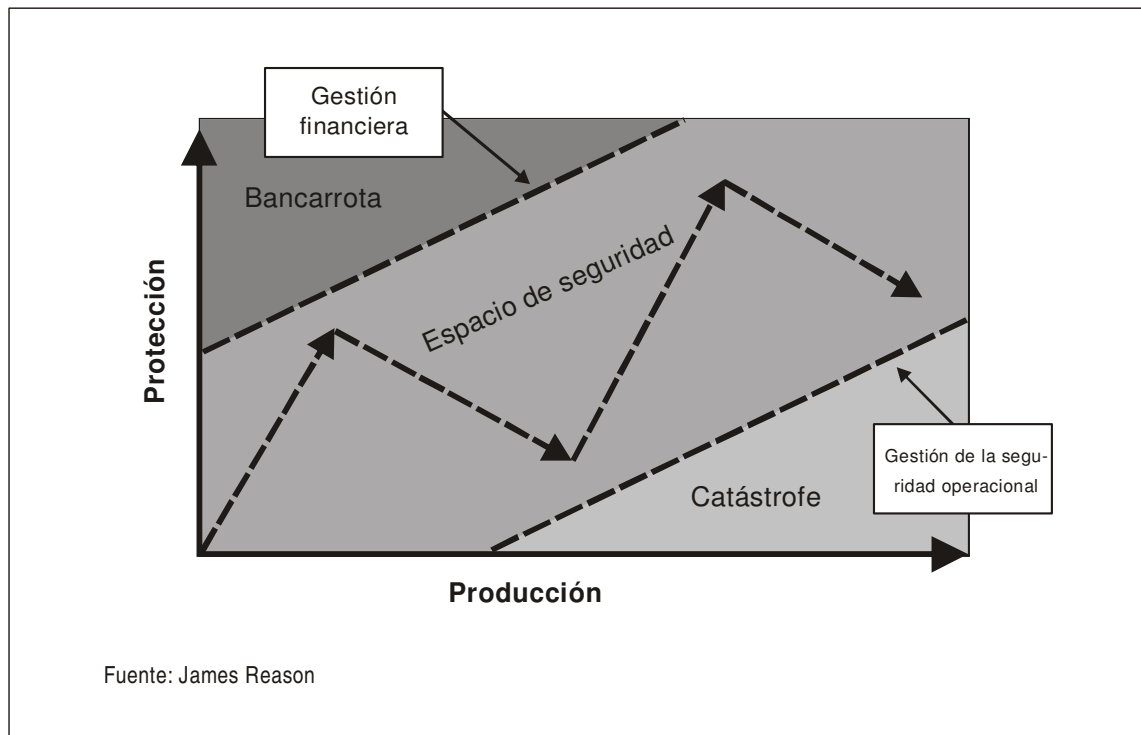 Gestión
financiera
Bancarrota
Espacio de seguridad
Protección
Gestión de la segu-
ridad operacional
Catástrofe
Producción
Fuente: James Reason